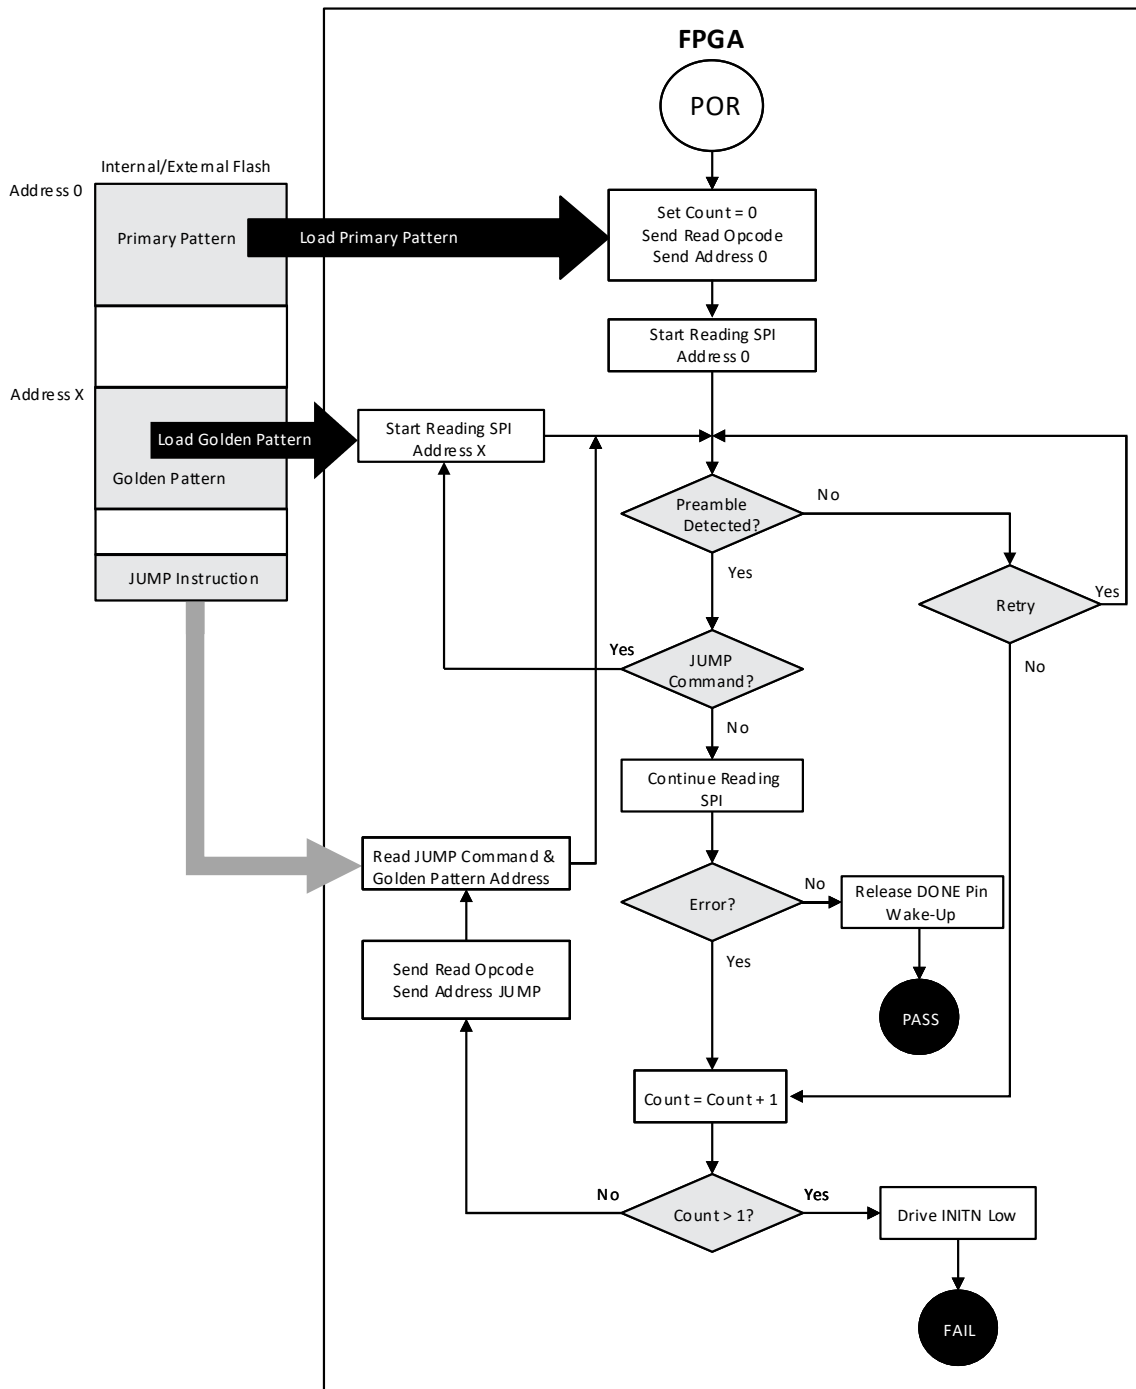 FPGA
POR
Internal/External Flash
Address 0
Primary Pattern
Load Primary Pattern
Set Count = 0
Send Read Opcode
Send Address 0
Start Reading SPI
Address 0
Address X
Load Golden Pattern
Golden Pattern
Start Reading SPI
Address X
Preamble
Detected?
No
Yes
JUMP Instruction
Retry
Yes
No
Yes
JUMP
Command?
No
Continue Reading
SPI
Read JUMP Command &
Golden Pattern Address
Error?
No
Release DONE Pin
Wake-Up
Yes
Send Read Opcode
Send Address JUMP
PASS
Count = Count + 1
No
Count > 1?
Yes
Drive INITN Low
FAIL